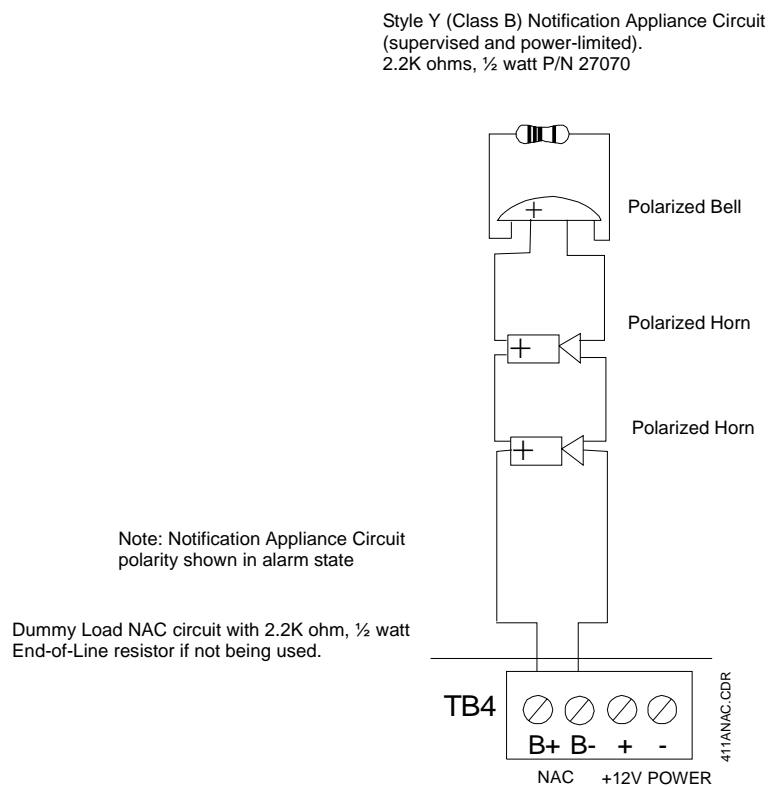 Style Y (Class B) Notification Appliance Circuit
(supervised and power-limited).
2.2K ohms, ½ watt P/N 27070
+
Polarized Bell
+
Polarized Horn
+
Polarized Horn
Note: Notification Appliance Circuit
polarity shown in alarm state
Dummy Load NAC circuit with 2.2K ohm, ½ watt
End-of-Line resistor if not being used.
TB4
B+ B- + -
NAC +12V POWER
411ANAC.CDR